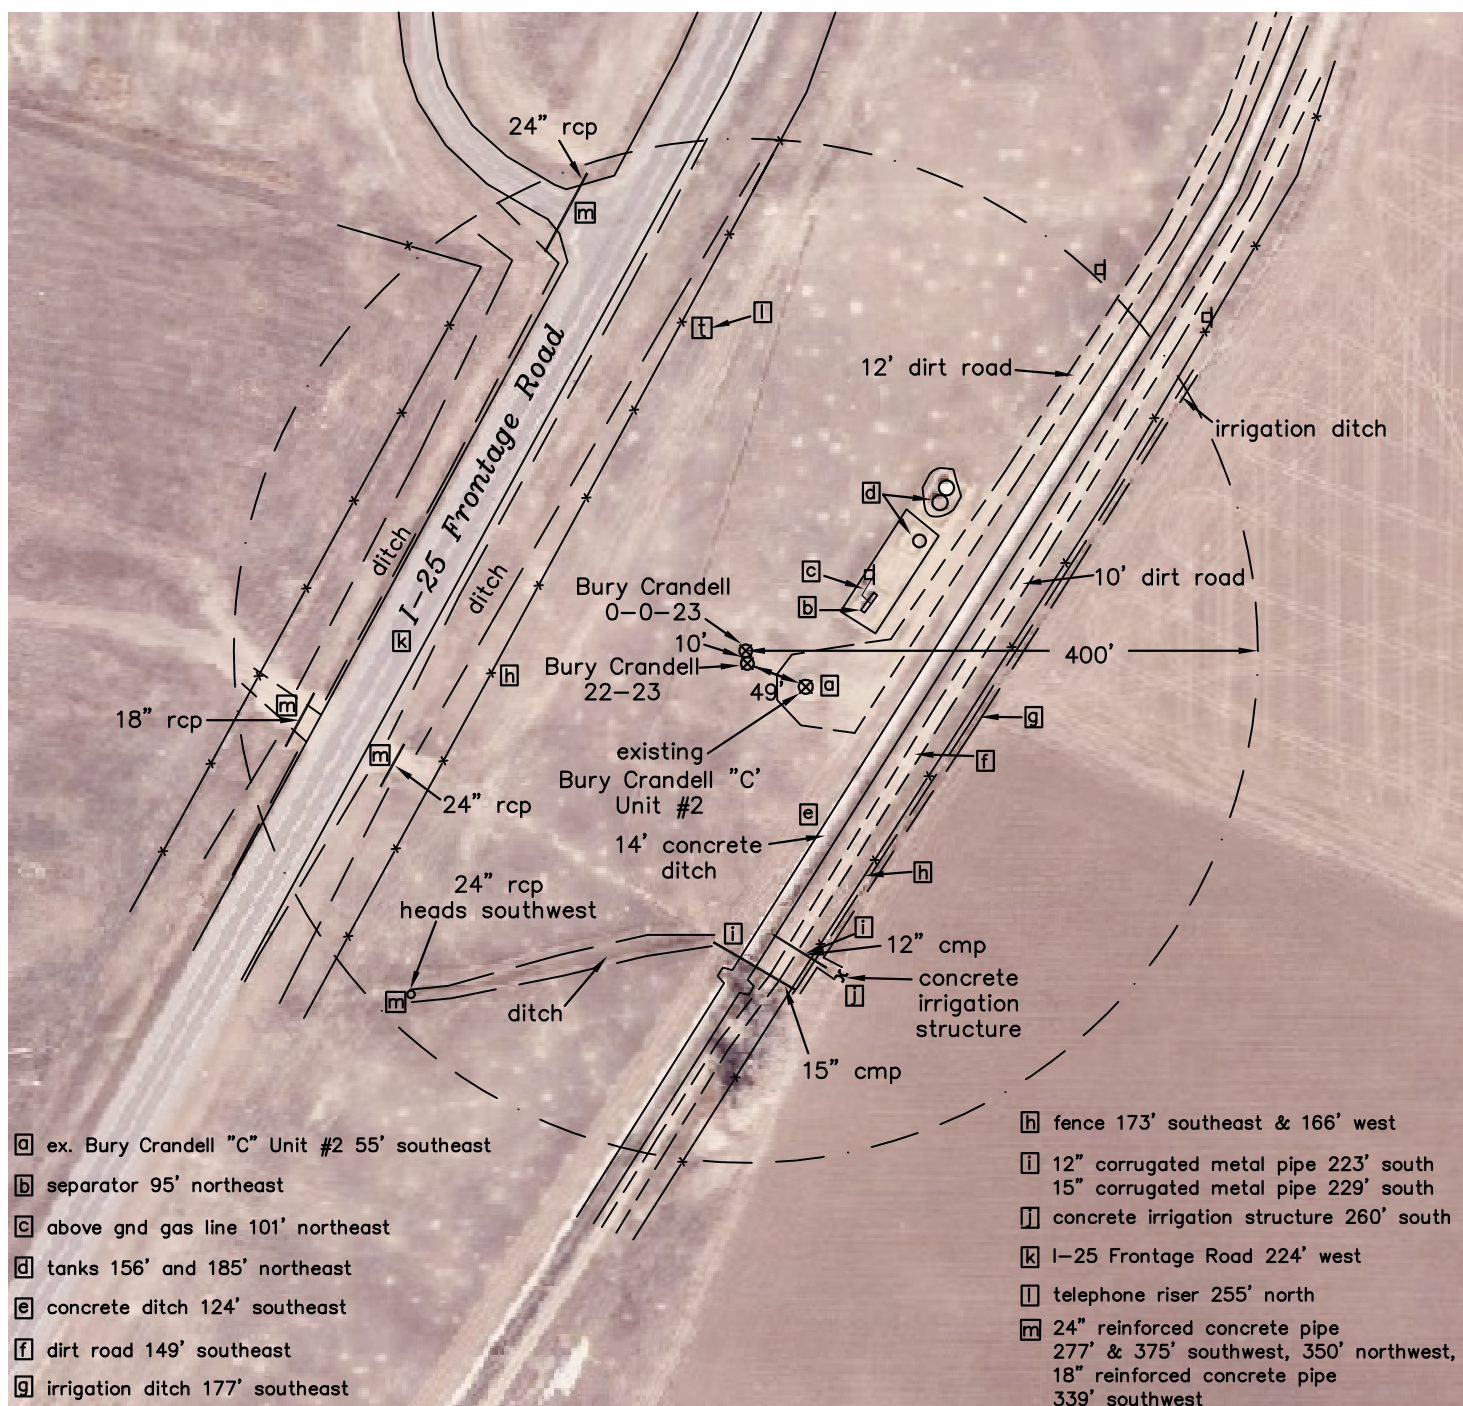 24" rcp
m
t
l
12' dirt road
irrigation ditch
I-25 Frontage Road
d
ditch
c
10' dirt road
ditch
Bury Crandell
0-0-23
b
k
10'
400'
Bury Crandell
22-23
49'
a
h
m
18" rcp
g
m
existing
Bury Crandell "C'
Unit #2
f
24" rcp
e
14' concrete
ditch
h
24" rcp
heads southwest
i
i
12" cmp
concrete
irrigation
structure
m
j
ditch
15" cmp
a ex. Bury Crandell "C" Unit #2 55' southeast
b separator 95' northeast
c above gnd gas line 101' northeast
d tanks 156' and 185' northeast
e concrete ditch 124' southeast
f dirt road 149' southeast
g irrigation ditch 177' southeast
h fence 173' southeast & 166' west
i 12" corrugated metal pipe 223' south
15" corrugated metal pipe 229' south
j concrete irrigation structure 260' south
k I-25 Frontage Road 224' west
l telephone riser 255' north
m 24" reinforced concrete pipe
277' & 375' southwest, 350' northwest,
18" reinforced concrete pipe
339' southwest